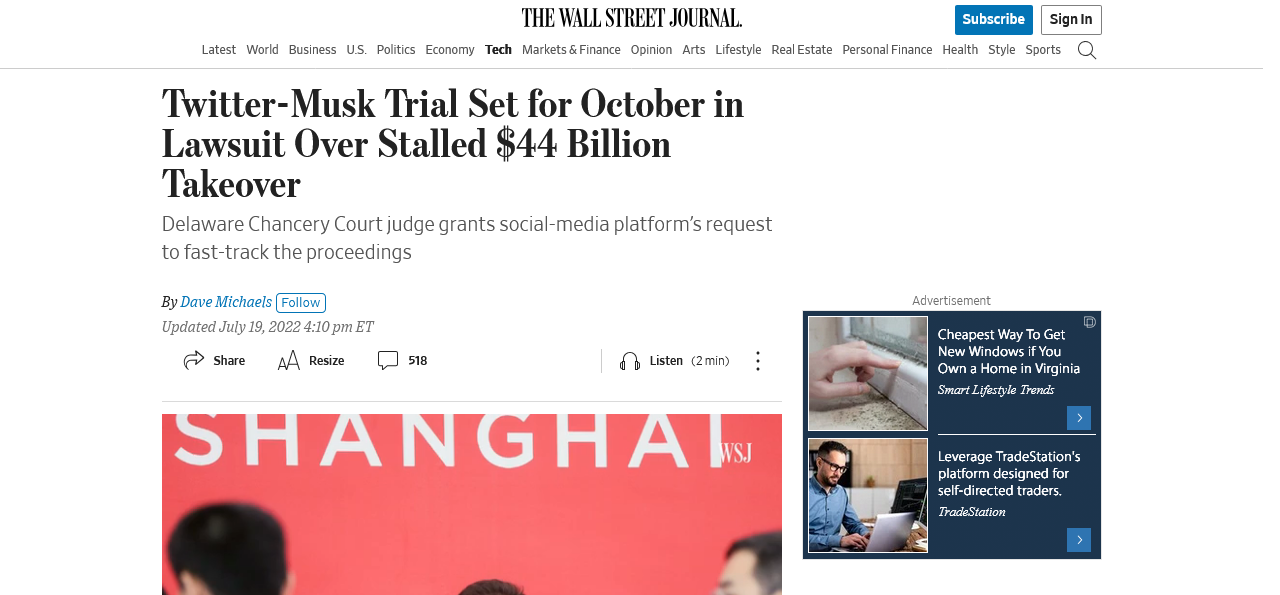 THE WALL STREET JOURNAL.
Subscribe
Sign In
Latest World Business U.S. Politics Economy Tech Markets & Finance Opinion Arts Lifestyle Real Estate Personal Finance Health Style Sports
Twitter-Musk Trial Set for October in
Lawsuit Over Stalled $44 Billion
Takeover
Delaware Chancery Court judge grants social-media platform’s request
to fast-track the proceedings
By Dave Michaels Follow
Updated July 19, 2022 4:10 pm ET
Share Resize 518 Listen (2 min)
SHANGHAI
WSJ
Advertisement
Cheapest Way To Get
New Windows if You
Own a Home in Virginia
Smart Lifestyle Trends
Leverage TradeStation's
platform designed for
self-directed traders.
TradeStation